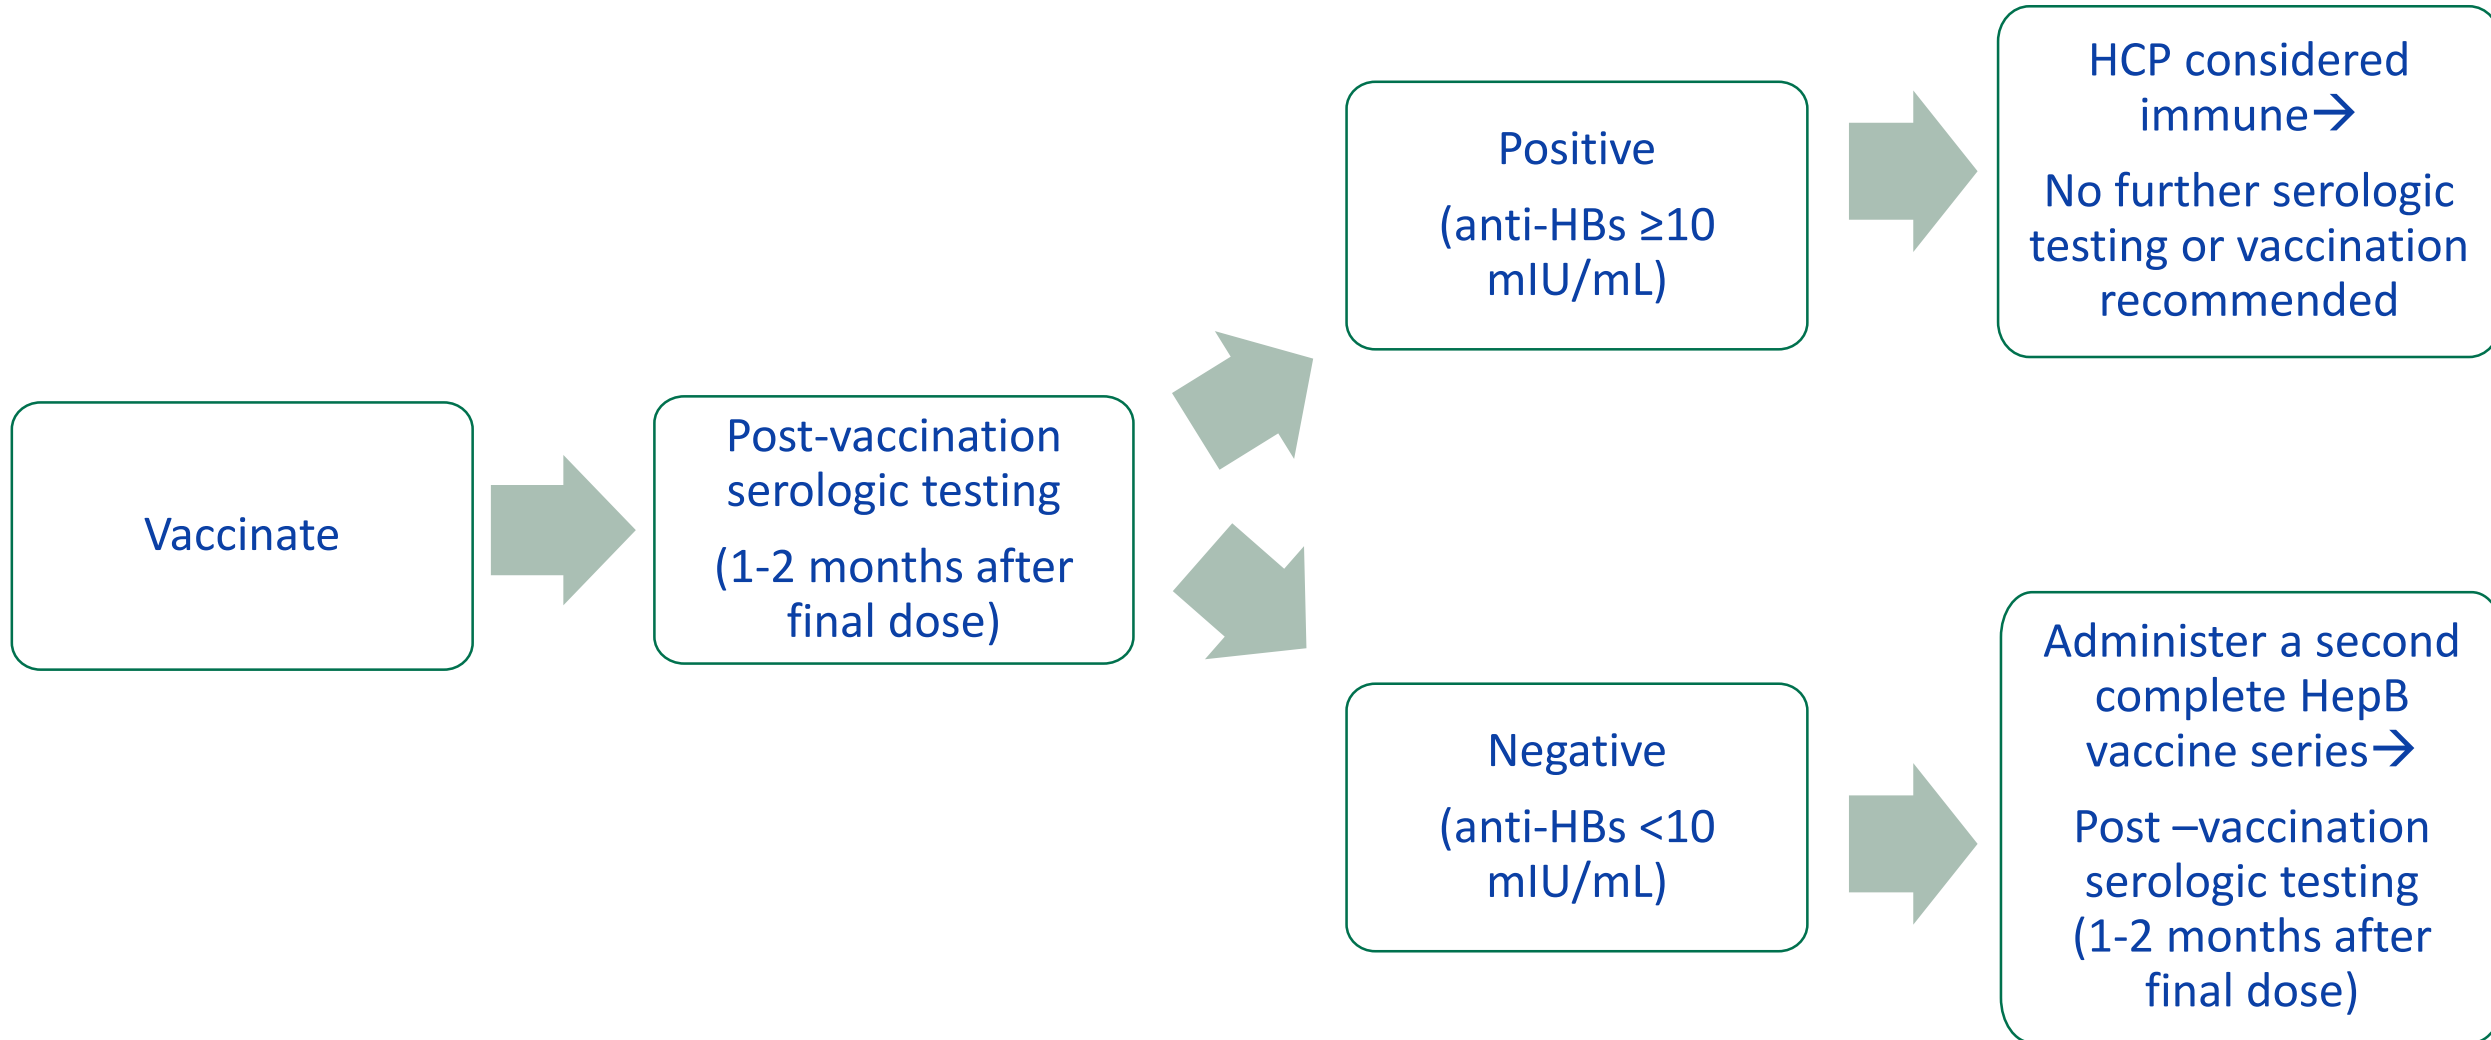 Vaccinate
Post-vaccination
serologic testing
(1-2 months after
final dose)
Positive
(anti-HBs ≥10
mIU/mL)
HCP considered
immune→
No further serologic
testing or vaccination
recommended
Negative
(anti-HBs <10
mIU/mL)
Administer a second
complete HepB
vaccine series→
Post –vaccination
serologic testing
(1-2 months after
final dose)